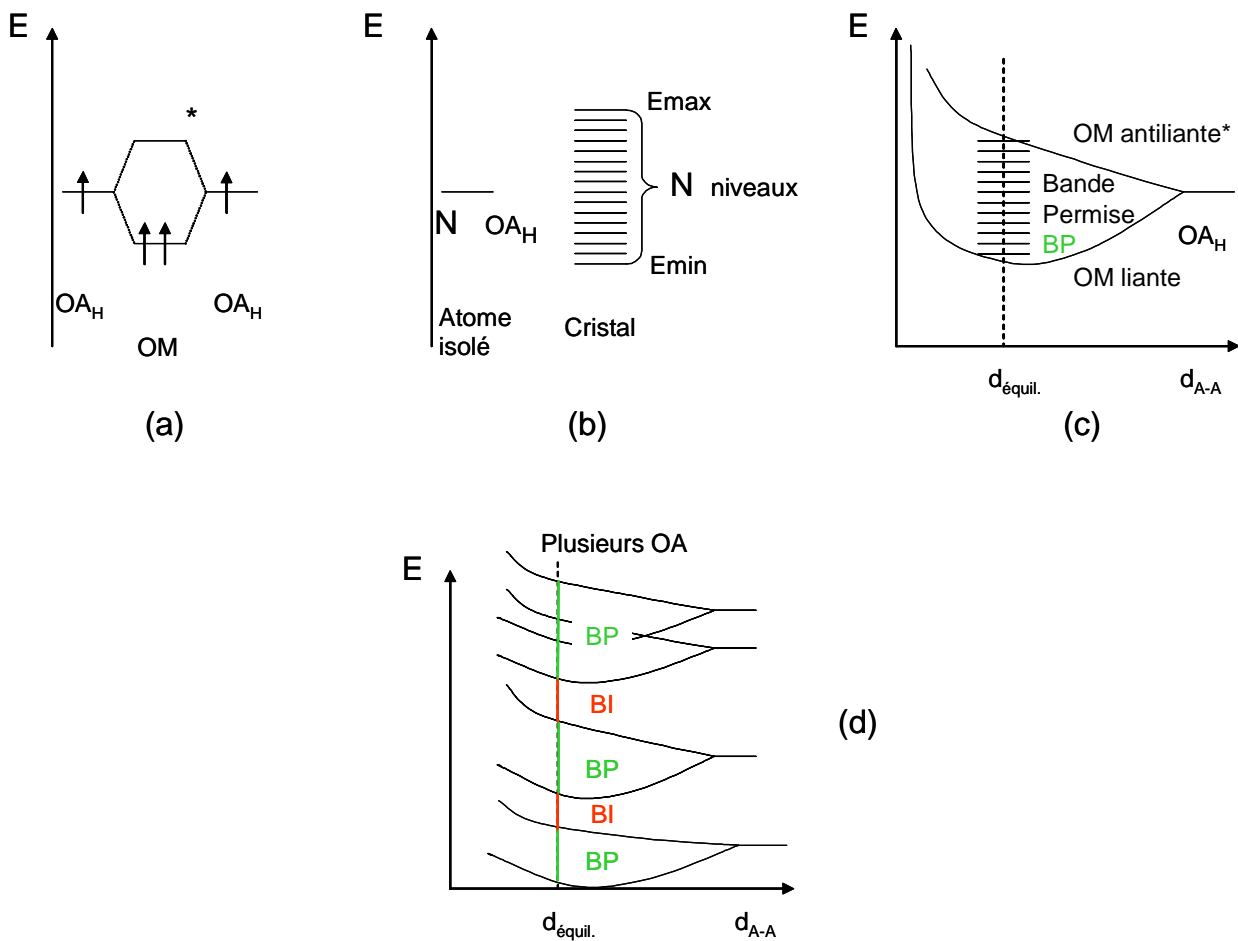 E
*
OA_H
OA_H
OM
(a)
E
Emax
N niveaux
N OA_H
Emin
Atome
isolé
Cristal
(b)
E
OM antiliante*
Bande
Permise
BP
OA_H
OM liante
d_équil.
d_A-A
(c)
Plusieurs OA
E
BP
BI
(d)
BP
BI
BP
d_équil.
d_A-A